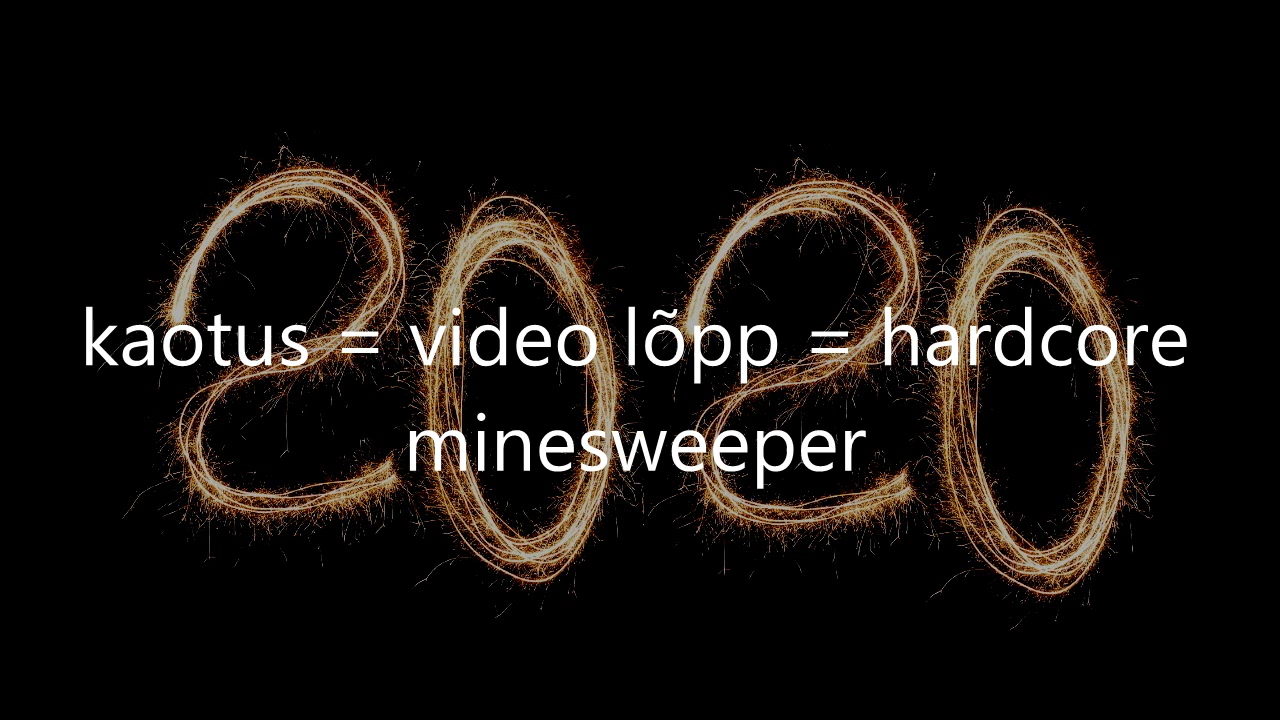 2020
kaotus = video lõpp = hardcore
minesweeper